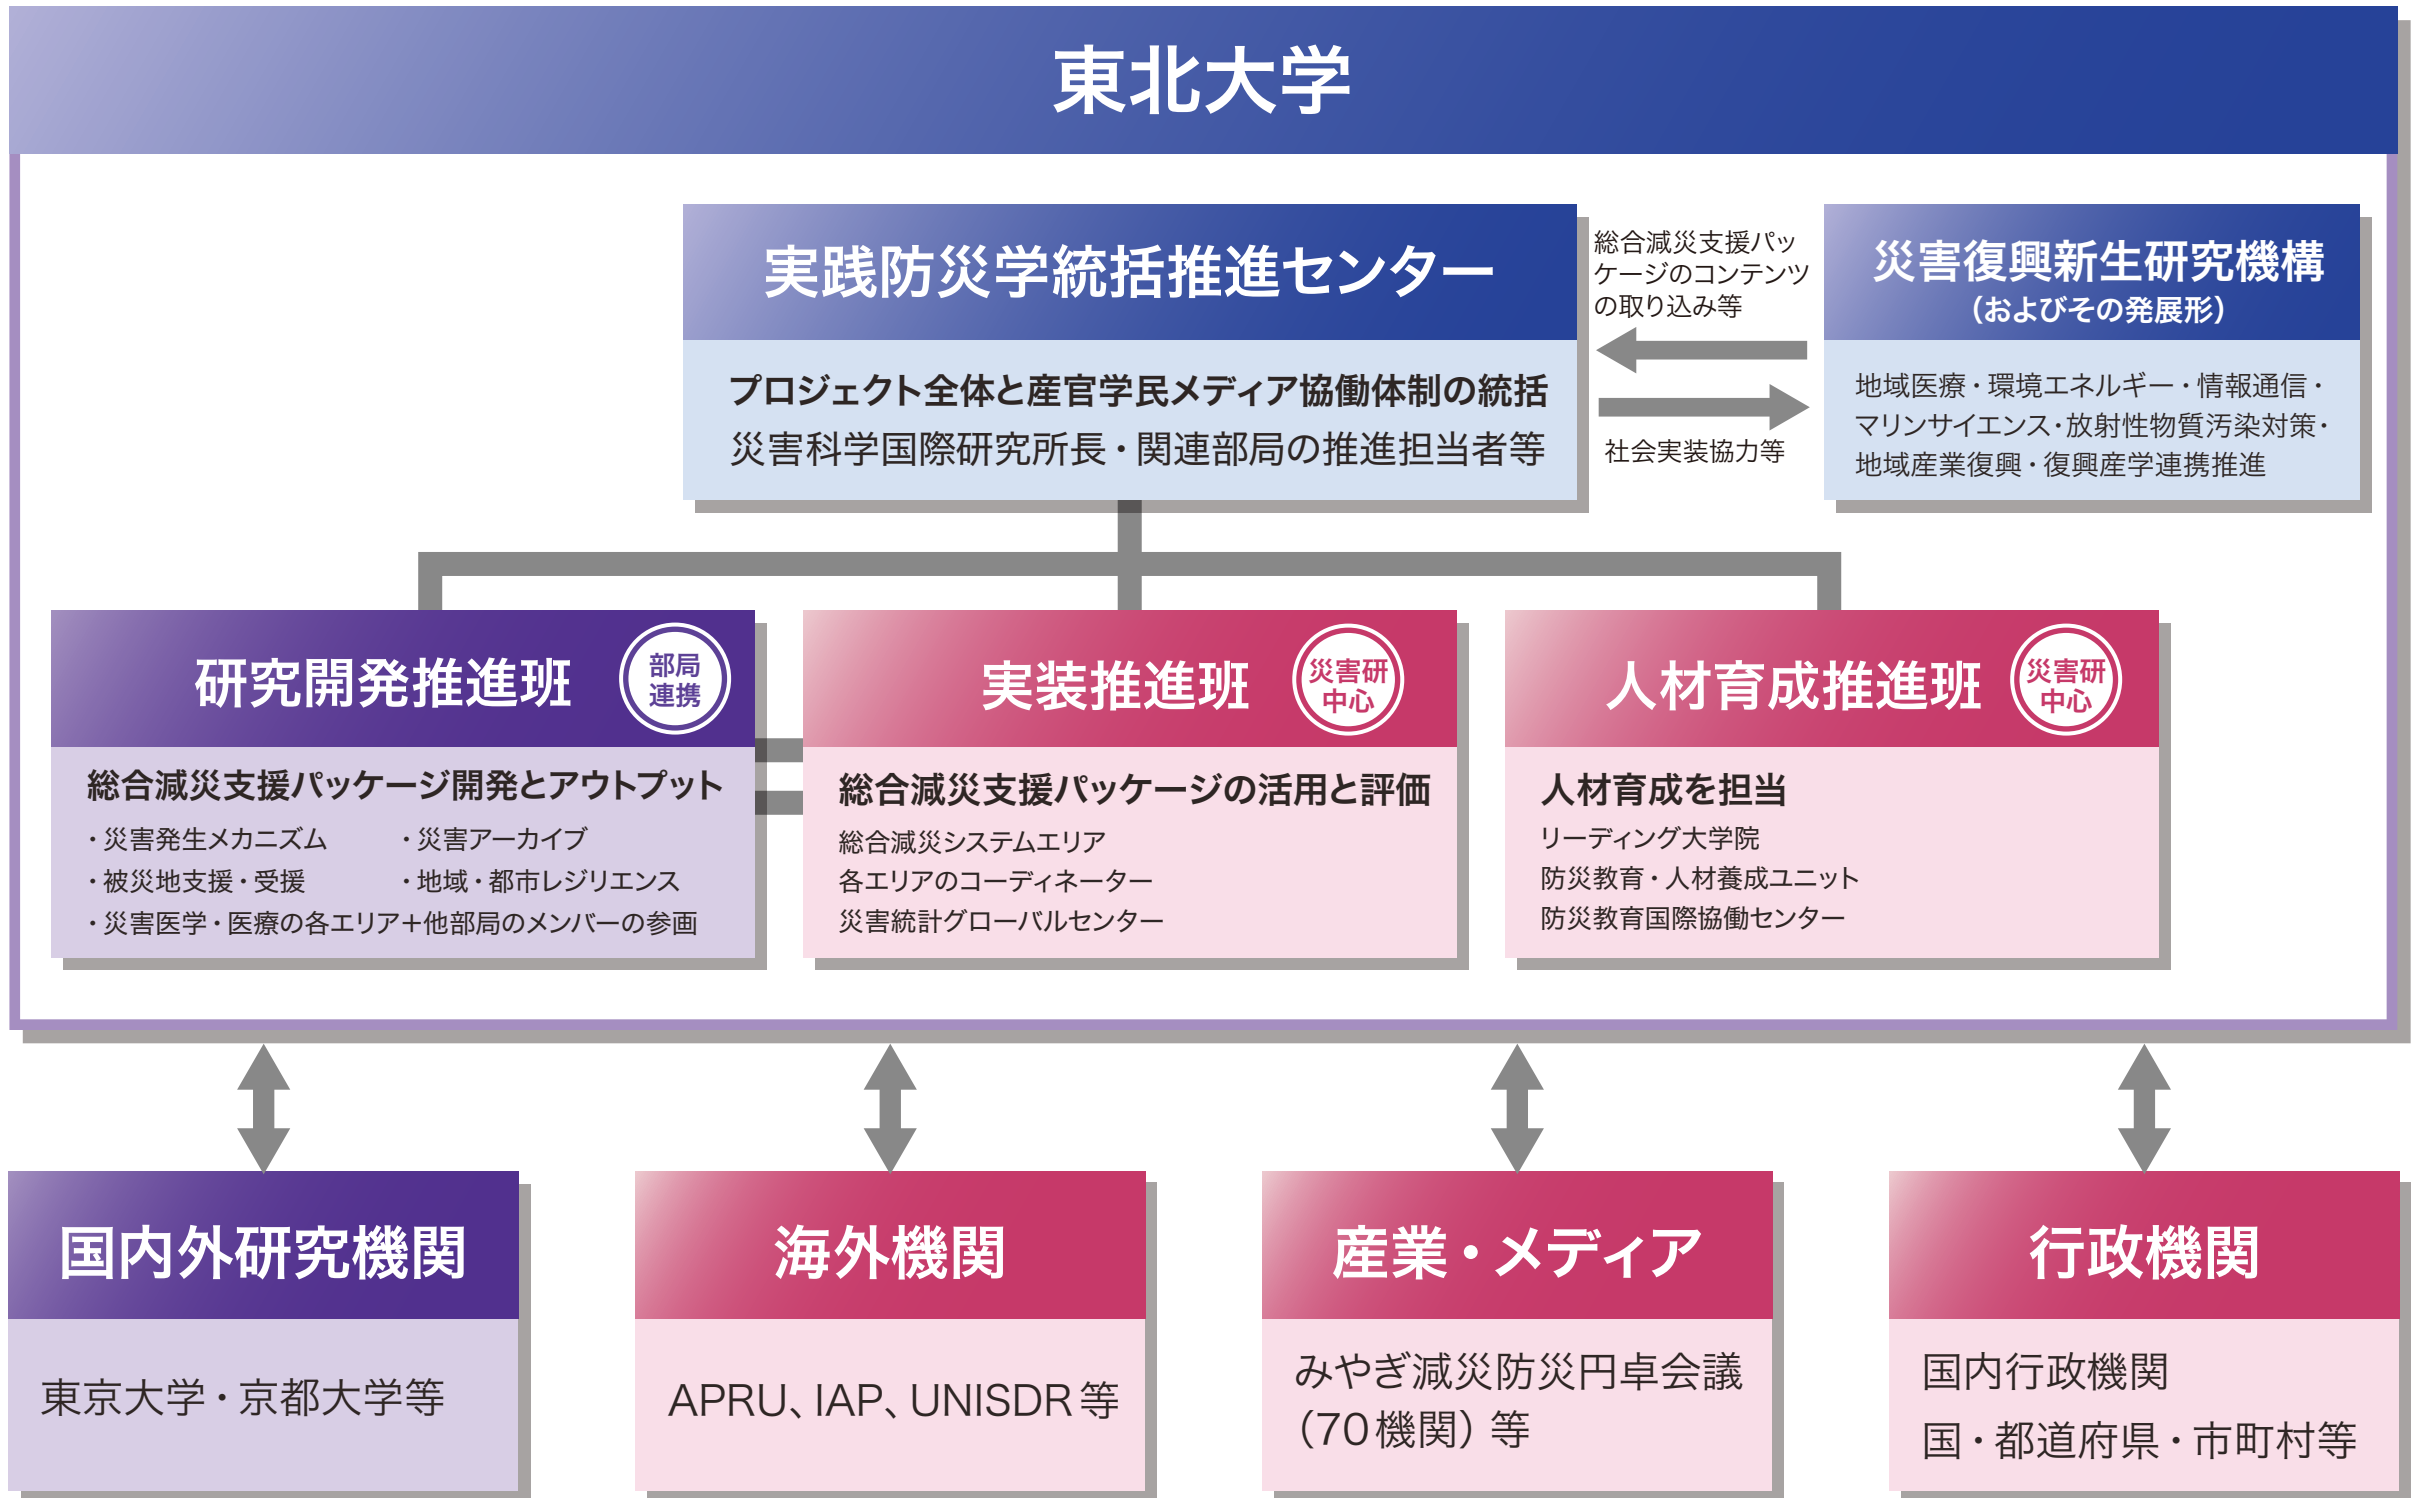 東北大学
実践防災学統括推進センター
プロジェクト全体と産官学民メディア協働体制の統括
災害科学国際研究所長・関連部局の推進担当者等
総合減災支援パッ
ケージのコンテンツ
の取り込み等
社会実装協力等
災害復興新生研究機構
（およびその発展形）
地域医療・環境エネルギー・情報通信・
マリンサイエンス・放射性物質汚染対策・
地域産業復興・復興産学連携推進
研究開発推進班
部局
連携
総合減災支援パッケージ開発とアウトプット
・災害発生メカニズム ・災害アーカイブ
・被災地支援・受援 ・地域・都市レジリエンス
・災害医学・医療の各エリア＋他部局のメンバーの参画
実装推進班
災害研
中心
総合減災支援パッケージの活用と評価
総合減災システムエリア
各エリアのコーディネーター
災害統計グローバルセンター
人材育成推進班
災害研
中心
人材育成を担当
リーディング大学院
防災教育・人材養成ユニット
防災教育国際協働センター
国内外研究機関
東京大学・京都大学等
海外機関
APRU、IAP、UNISDR等
産業・メディア
みやぎ減災防災円卓会議
（70機関）等
行政機関
国内行政機関
国・都道府県・市町村等